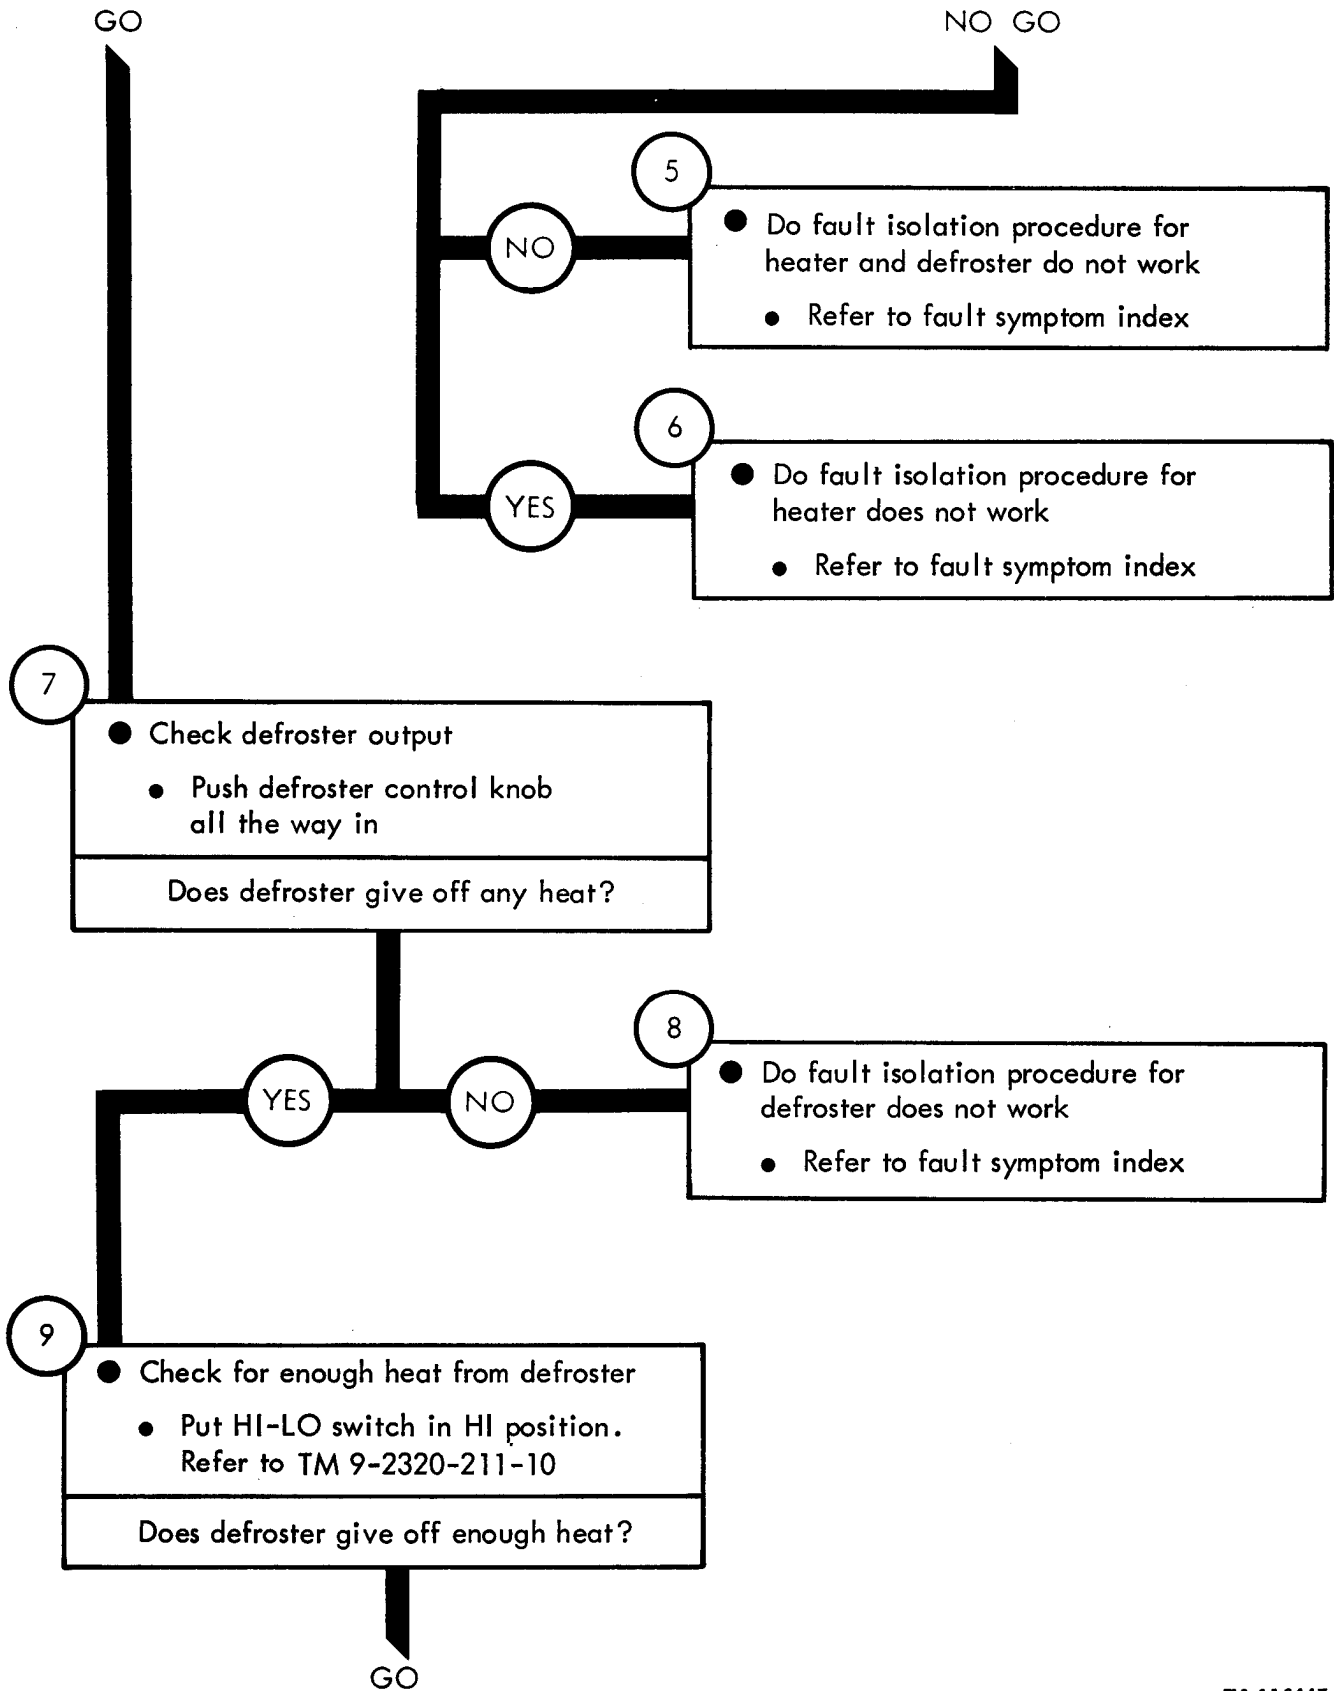 GO
NO GO
5
● Do fault isolation procedure for
heater and defroster do not work
● Refer to fault symptom index
NO
6
● Do fault isolation procedure for
heater does not work
● Refer to fault symptom index
YES
7
● Check defroster output
● Push defroster control knob
all the way in
Does defroster give off any heat?
8
● Do fault isolation procedure for
defroster does not work
● Refer to fault symptom index
YES
NO
9
● Check for enough heat from defroster
● Put HI-LO switch in HI position.
Refer to TM 9-2320-211-10
Does defroster give off enough heat?
GO